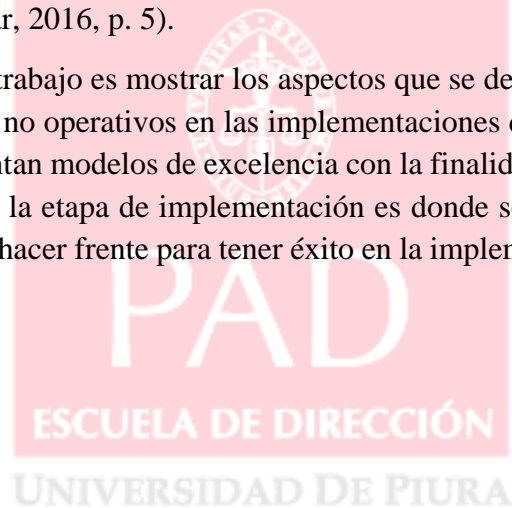 r, 2016, p. 5).
trabajo es mostrar los aspectos que se de
no operativos en las implementaciones
ntan modelos de excelencia con la finalid
la etapa de implementación es donde s
hacer frente para tener éxito en la implem
PAD
ESCUELA DE DIRECCIÓN
UNIVERSIDAD DE PIURA